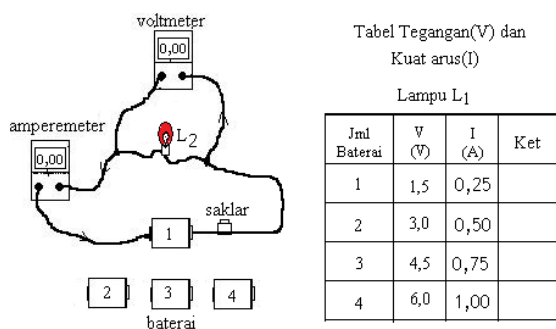 voltmeter
0,00
L2
amperemeter
0,00
saklar
1
2
3
4
baterai
Tabel Tegangan(V) dan
Kuat arus(I)
Lampu L1
Jml Baterai V (V) I (A) Ket
1 1,5 0,25
2 3,0 0,50
3 4,5 0,75
4 6,0 1,00